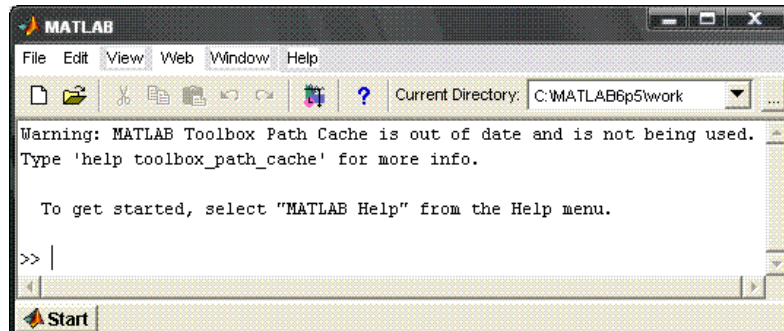 MATLAB
File Edit View Web Window Help
? Current Directory: C:\MATLAB6p5\work ...
Warning: MATLAB Toolbox Path Cache is out of date and is not being used.
Type 'help toolbox_path_cache' for more info.
To get started, select "MATLAB Help" from the Help menu.
>>
Start